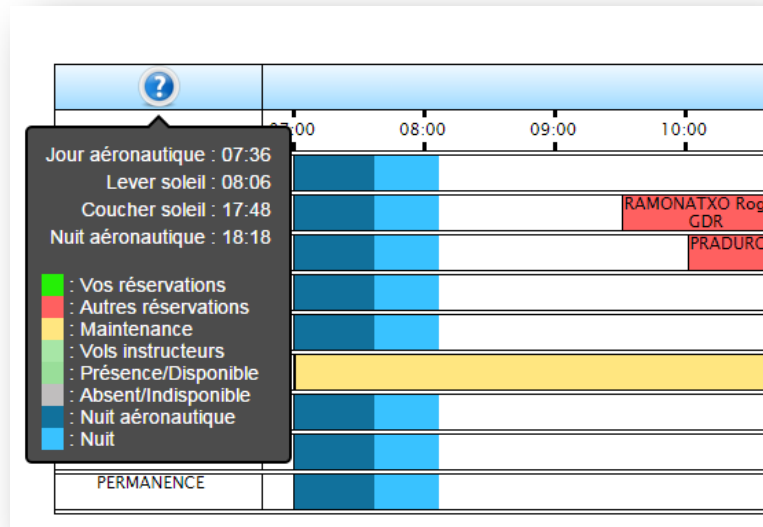 ?
07:00 08:00 09:00 10:00
Jour aéronautique : 07:36
Lever soleil : 08:06
Coucher soleil : 17:48
Nuit aéronautique : 18:18
: Vos réservations
: Autres réservations
: Maintenance
: Vols instructeurs
: Présence/Disponible
: Absent/Indisponible
: Nuit aéronautique
: Nuit
RAMONATXO Rog
GDR
PRADURO
PERMANENCE